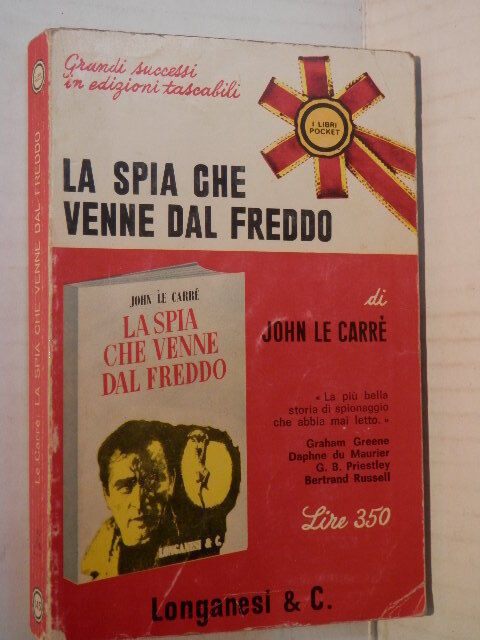 Grandi successi
in edizioni tascabili
I LIBRI
POCKET
LA SPIA CHE
VENNE DAL FREDDO
di
JOHN LE CARRÈ
JOHN LE CARRÉ
LA SPIA
CHE VENNE
DAL FREDDO
LONGANESI & C.
« La più bella
storia di spionaggio
che abbia mai letto. »
Graham Greene
Daphne du Maurier
G. B. Priestley
Bertrand Russell
Lire 350
Longanesi & C.
Le Carré: LA SPIA CHE VENNE DAL FREDDO